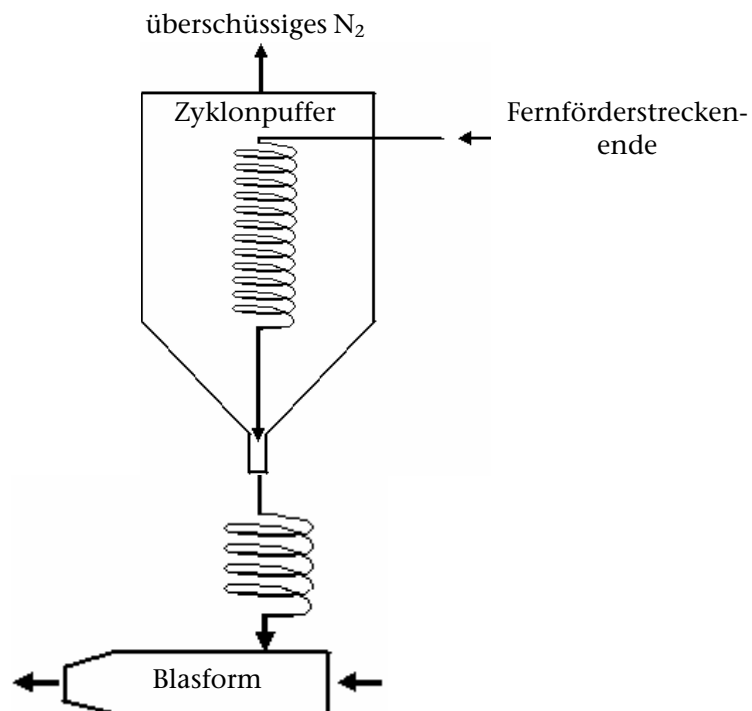 überschüssiges N₂
Zyklonpuffer
Fernförderstrecken-
ende
Blasform